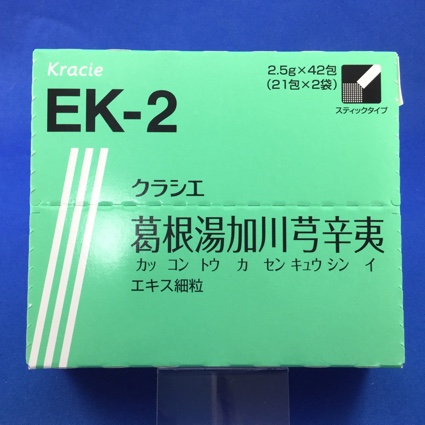 Kracie
2.5g×42包
(21包×2袋)
EK-2
スティックタイプ
クラシエ
葛根湯加川芎辛夷
カッ コン トウ カ セン キュウ シン イ
エキス細粒